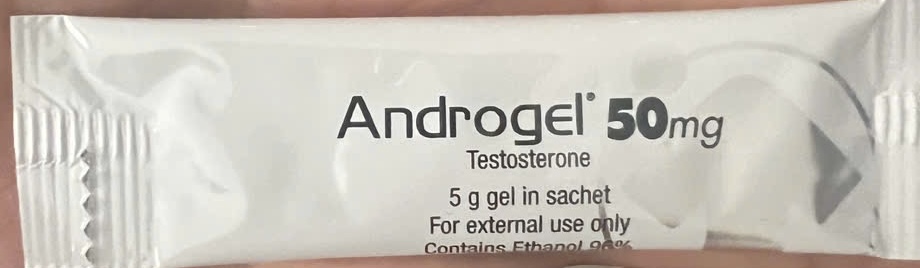 Androgel® 50mg
Testosterone
5 g gel in sachet
For external use only
Contains Ethanol 96%